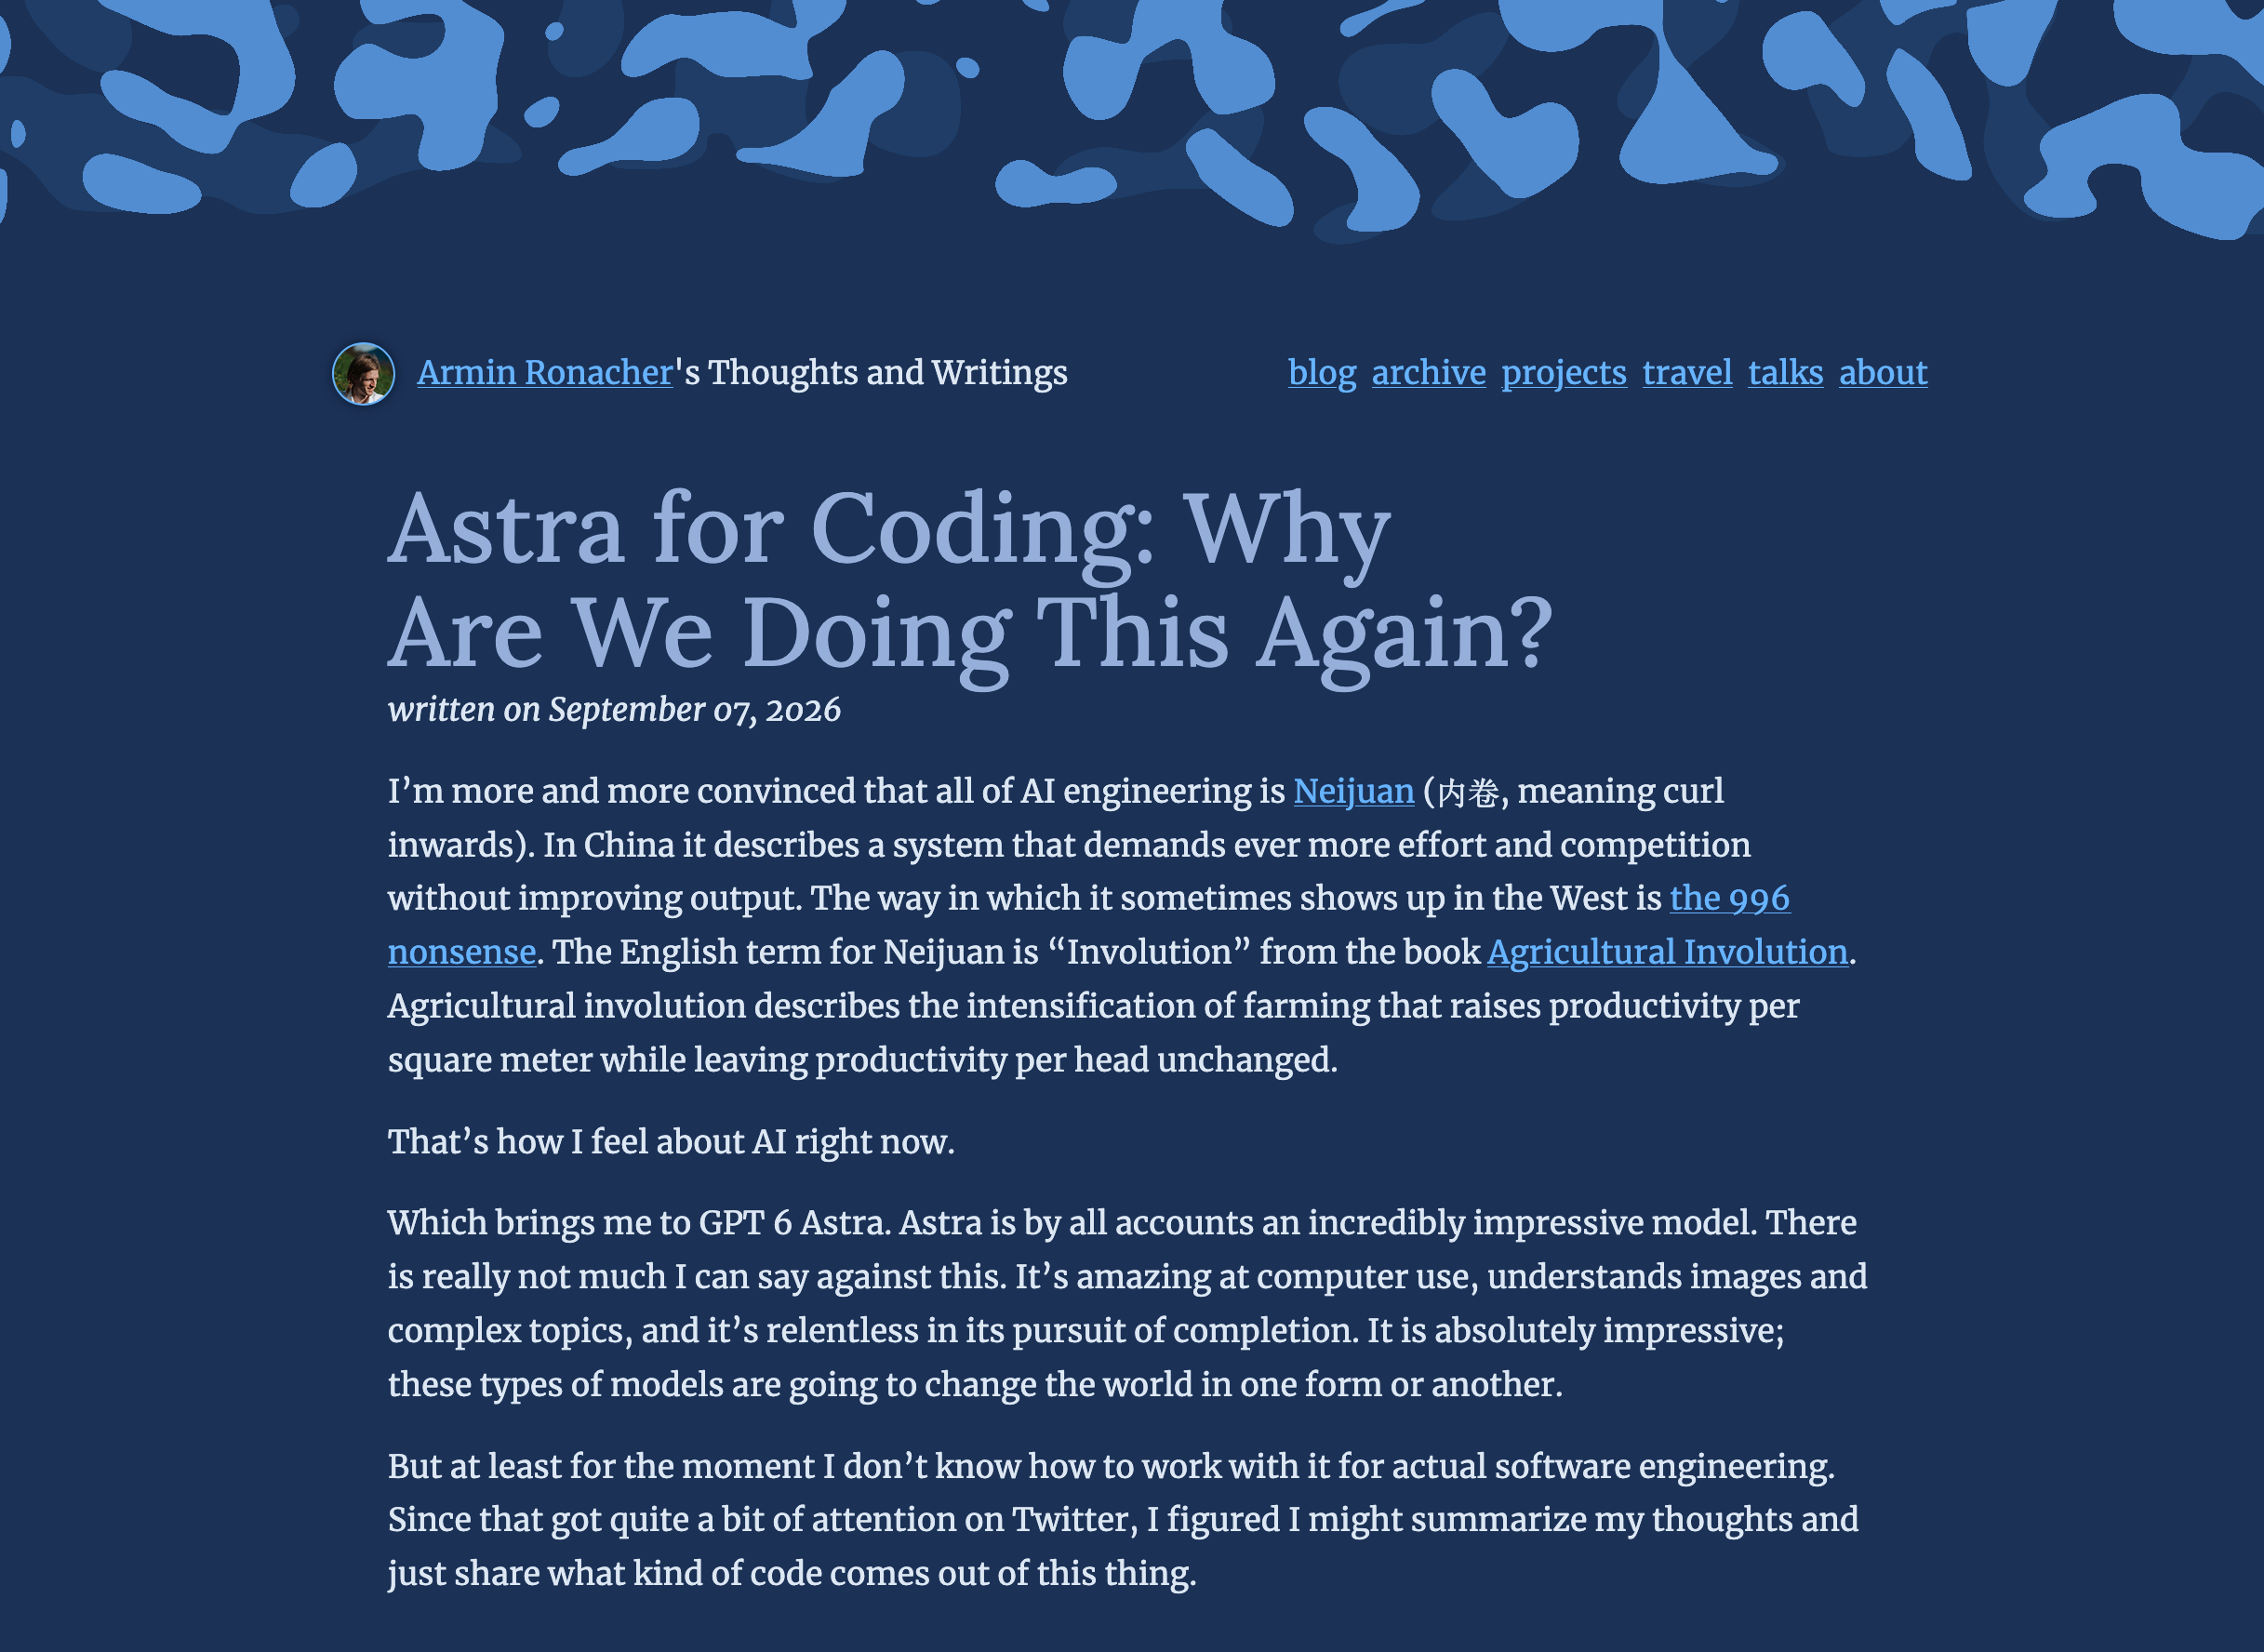 Armin Ronacher's Thoughts and Writings
blog archive projects travel talks about
Astra for Coding: Why
Are We Doing This Again?
written on September 07, 2026
I’m more and more convinced that all of AI engineering is Neijuan (内卷, meaning curl
inwards). In China it describes a system that demands ever more effort and competition
without improving output. The way in which it sometimes shows up in the West is the 996
nonsense. The English term for Neijuan is “Involution” from the book Agricultural Involution.
Agricultural involution describes the intensification of farming that raises productivity per
square meter while leaving productivity per head unchanged.
That’s how I feel about AI right now.
Which brings me to GPT 6 Astra. Astra is by all accounts an incredibly impressive model. There
is really not much I can say against this. It’s amazing at computer use, understands images and
complex topics, and it’s relentless in its pursuit of completion. It is absolutely impressive;
these types of models are going to change the world in one form or another.
But at least for the moment I don’t know how to work with it for actual software engineering.
Since that got quite a bit of attention on Twitter, I figured I might summarize my thoughts and
just share what kind of code comes out of this thing.